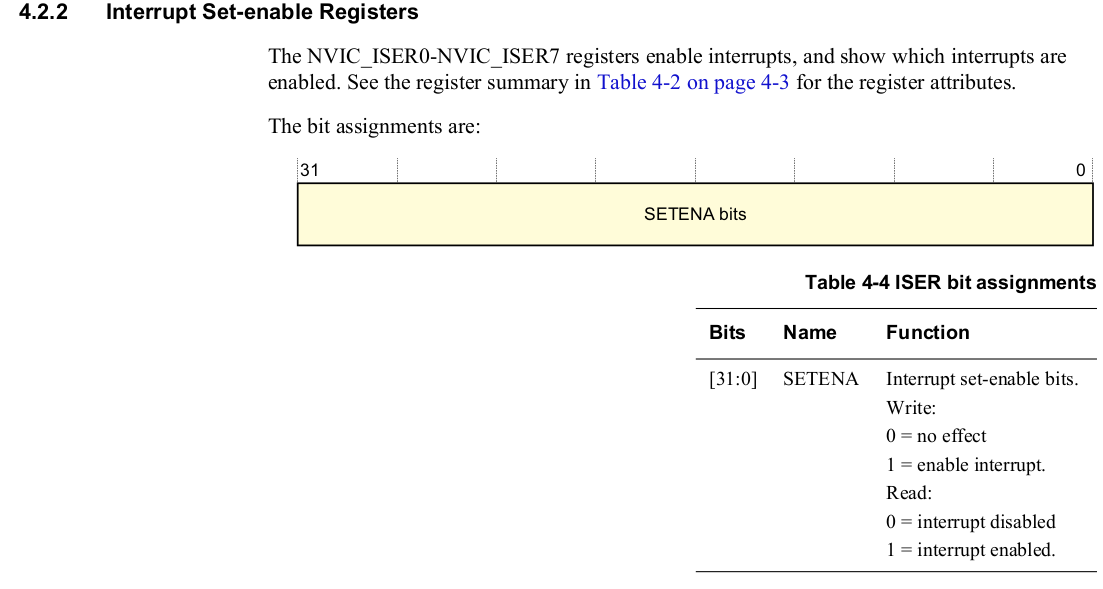 4.2.2 Interrupt Set-enable Registers
The NVIC_ISER0-NVIC_ISER7 registers enable interrupts, and show which interrupts are
enabled. See the register summary in Table 4-2 on page 4-3 for the register attributes.
The bit assignments are:
31 0
SETENA bits
Table 4-4 ISER bit assignments
Bits Name Function
[31:0] SETENA Interrupt set-enable bits.
Write:
0 = no effect
1 = enable interrupt.
Read:
0 = interrupt disabled
1 = interrupt enabled.